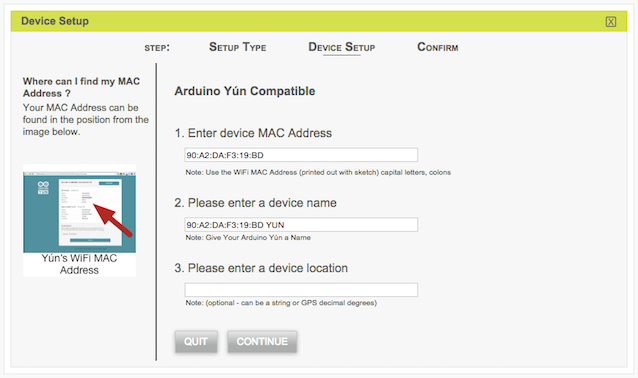 Device Setup X
STEP: SETUP TYPE DEVICE SETUP CONFIRM
Where can I find my MAC
Address ?
Your MAC Address can be
found in the position from the
image below.
Yún's WiFi MAC
Address
Arduino Yún Compatible
1. Enter device MAC Address
90:A2:DA:F3:19:BD
Note: Use the WiFi MAC Address (printed out with sketch) capital letters, colons
2. Please enter a device name
90:A2:DA:F3:19:BD YUN
Note: Give Your Arduino Yún a Name
3. Please enter a device location
Note: (optional - can be a string or GPS decimal degrees)
QUIT CONTINUE